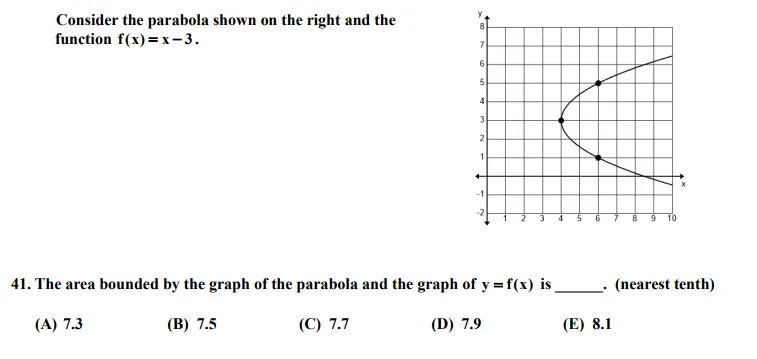 Consider the parabola shown on the right and the
function f(x) = x − 3.
y
8
7
6
5
4
3
2
1
-1
-2
1 2 3 4 5 6 7 8 9 10
x
41. The area bounded by the graph of the parabola and the graph of y = f(x) is ______. (nearest tenth)
(A) 7.3 (B) 7.5 (C) 7.7 (D) 7.9 (E) 8.1